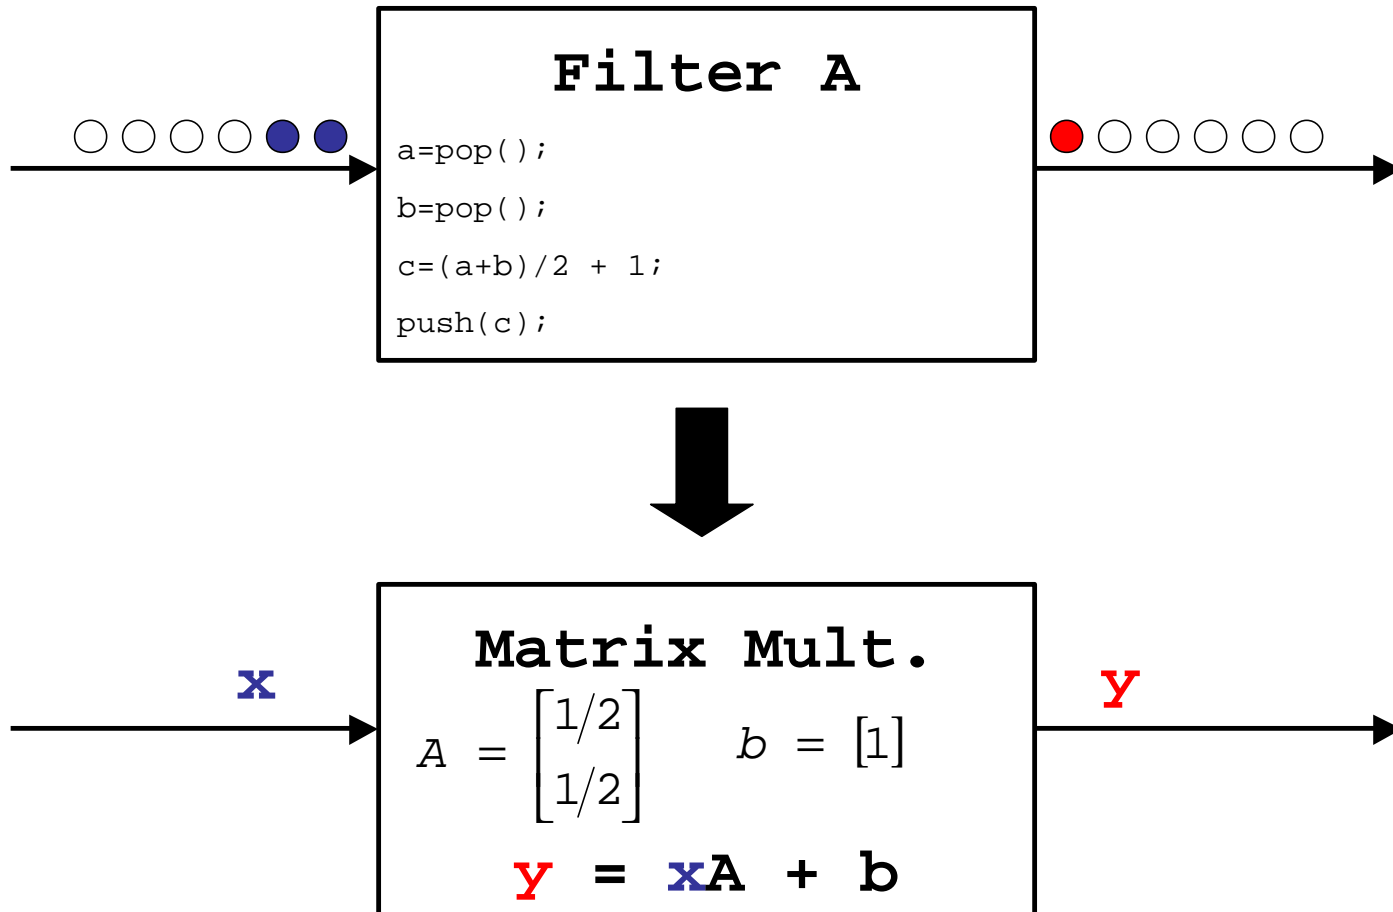 Filter A
a=pop();
b=pop();
c=(a+b)/2 + 1;
push(c);
Matrix Mult.
x
y
A = [1/2
1/2]
b = [1]
y = xA + b